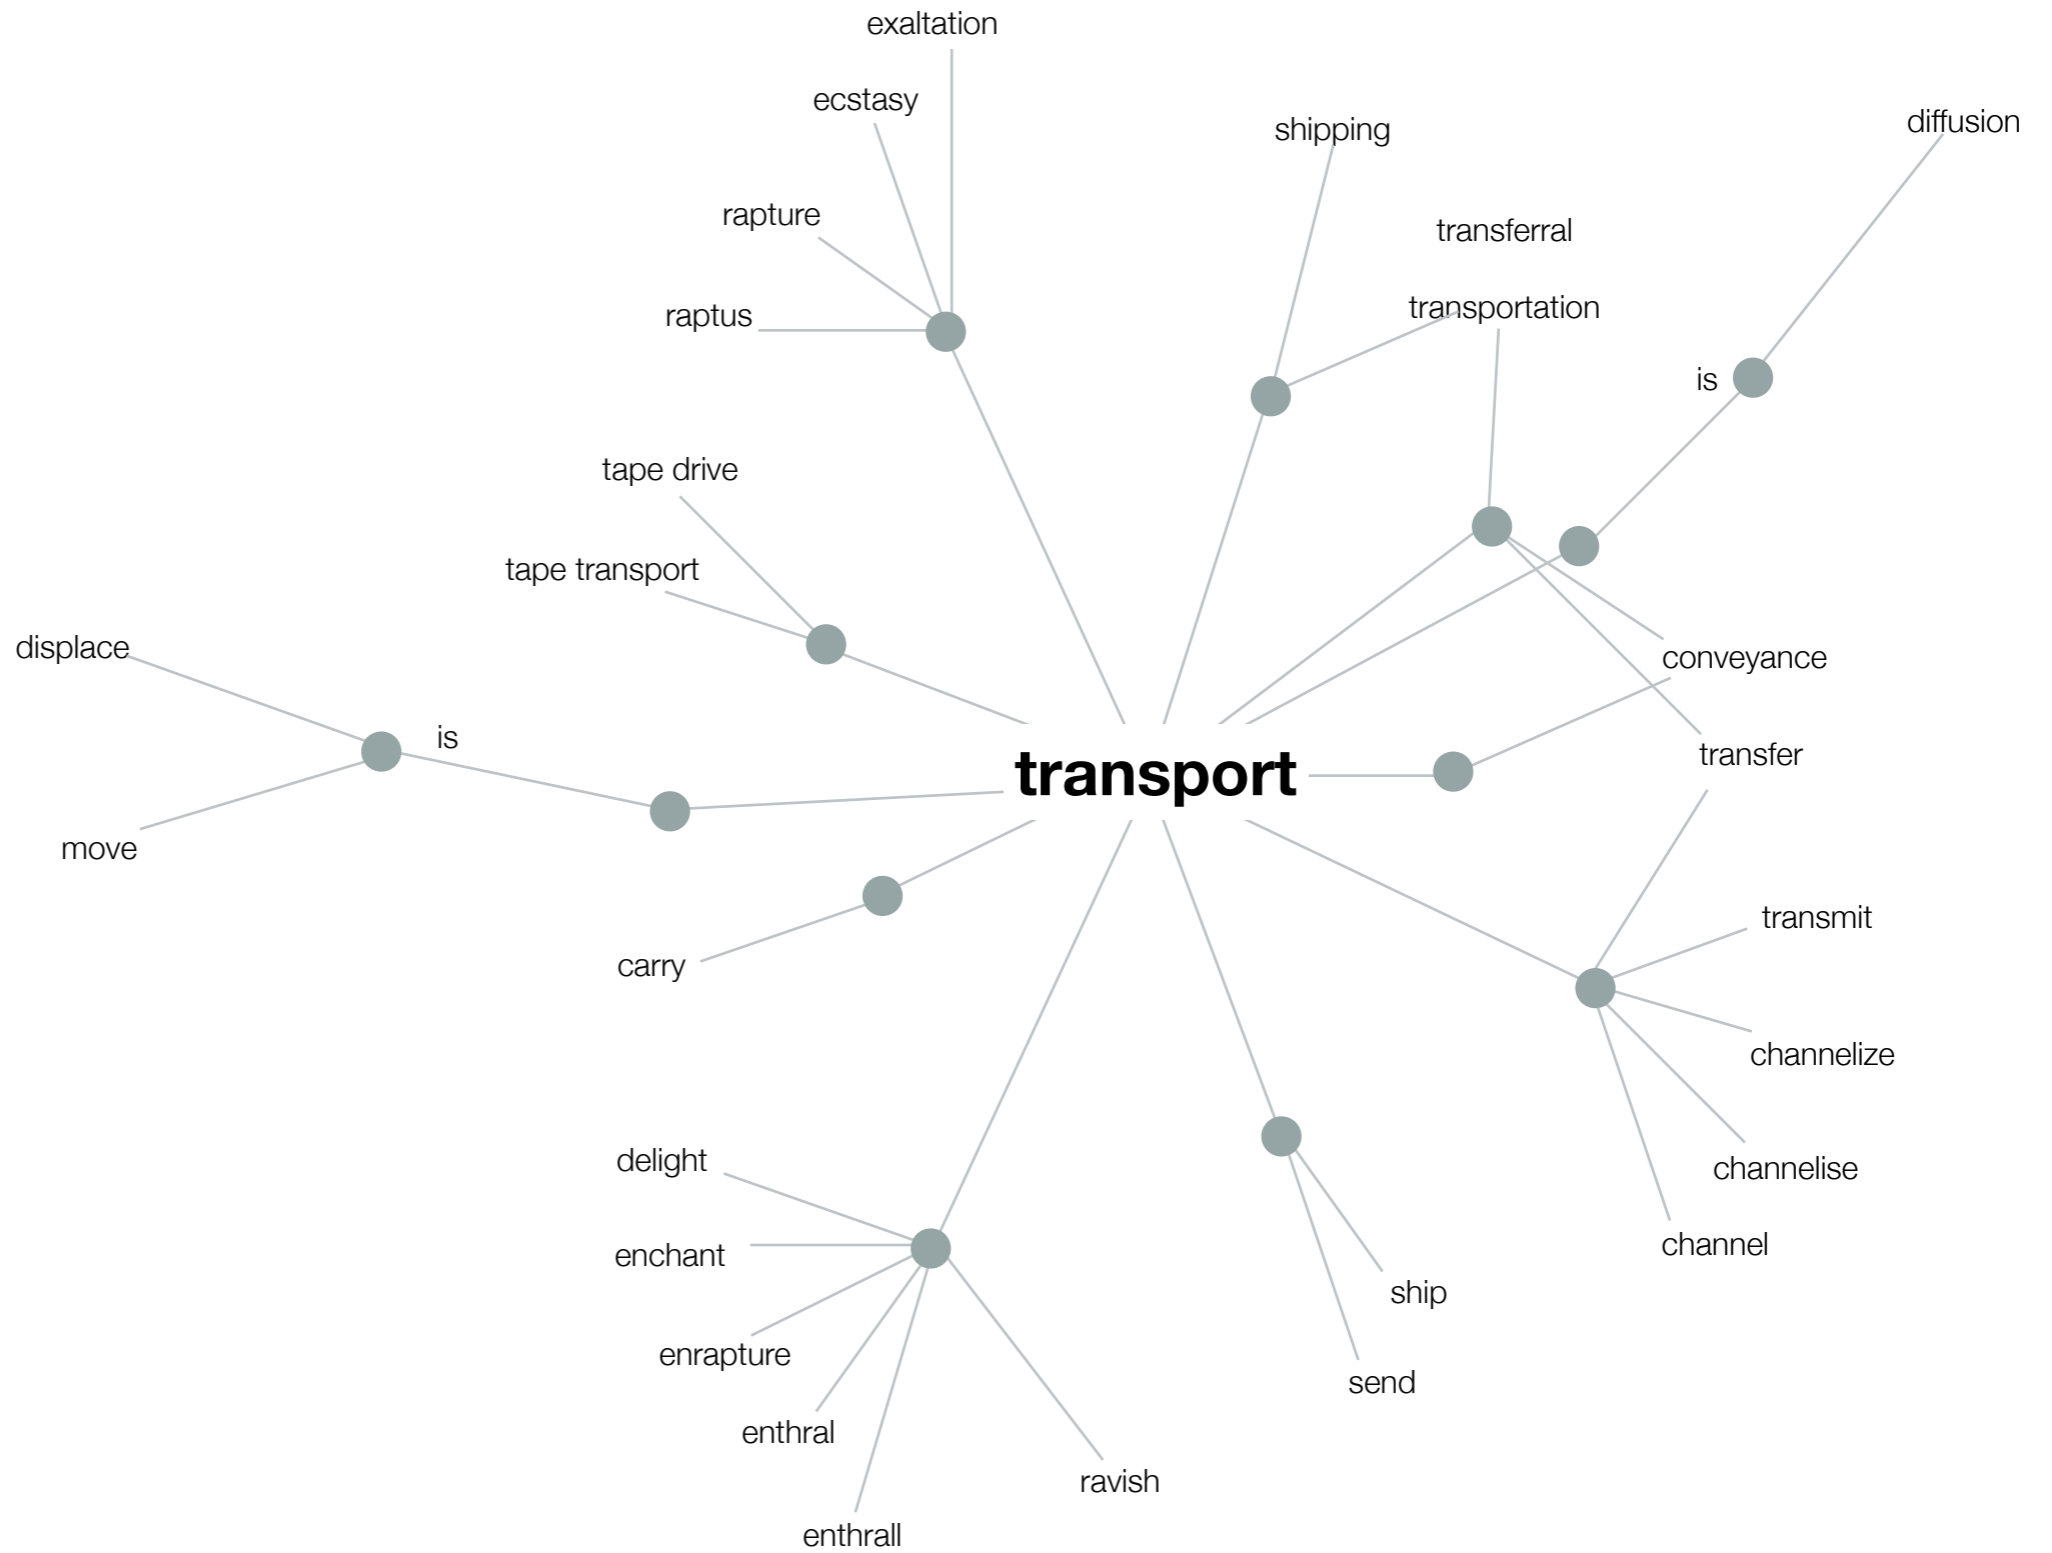 exaltation
ecstasy
shipping
diffusion
rapture
transferral
raptus
transportation
is
tape drive
tape transport
displace
conveyance
is
transport
transfer
move
carry
transmit
channelize
delight
channelise
enchant
channel
ship
enrapture
send
enthral
ravish
enthrall